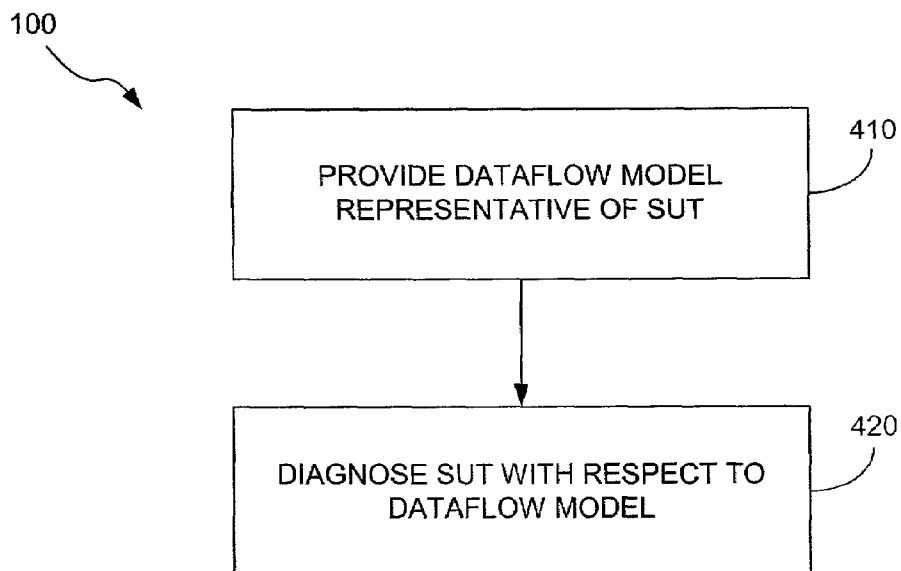 100
410
PROVIDE DATAFLOW MODEL
REPRESENTATIVE OF SUT
420
DIAGNOSE SUT WITH RESPECT TO
DATAFLOW MODEL